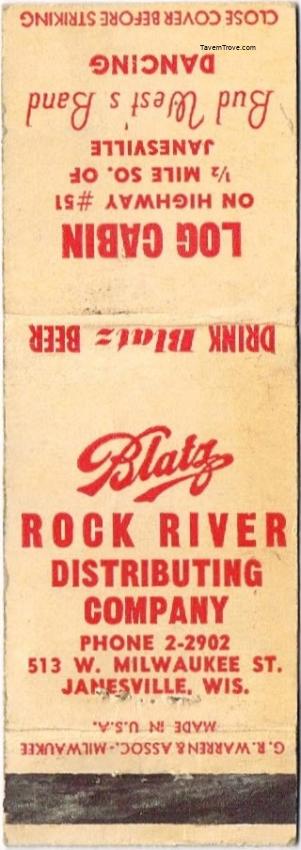 TavernTrove.com
CLOSE COVER BEFORE STRIKING
LOG CABIN
ON HIGHWAY #51
½ MILE SO. OF
JANESVILLE
Bud West's Band
DANCING
DRINK Blatz BEER
Blatz
ROCK RIVER
DISTRIBUTING
COMPANY
PHONE 2-2902
513 W. MILWAUKEE ST.
JANESVILLE, WIS.
MADE IN U.S.A.
G. R. WARREN & ASSOC. - MILWAUKEE